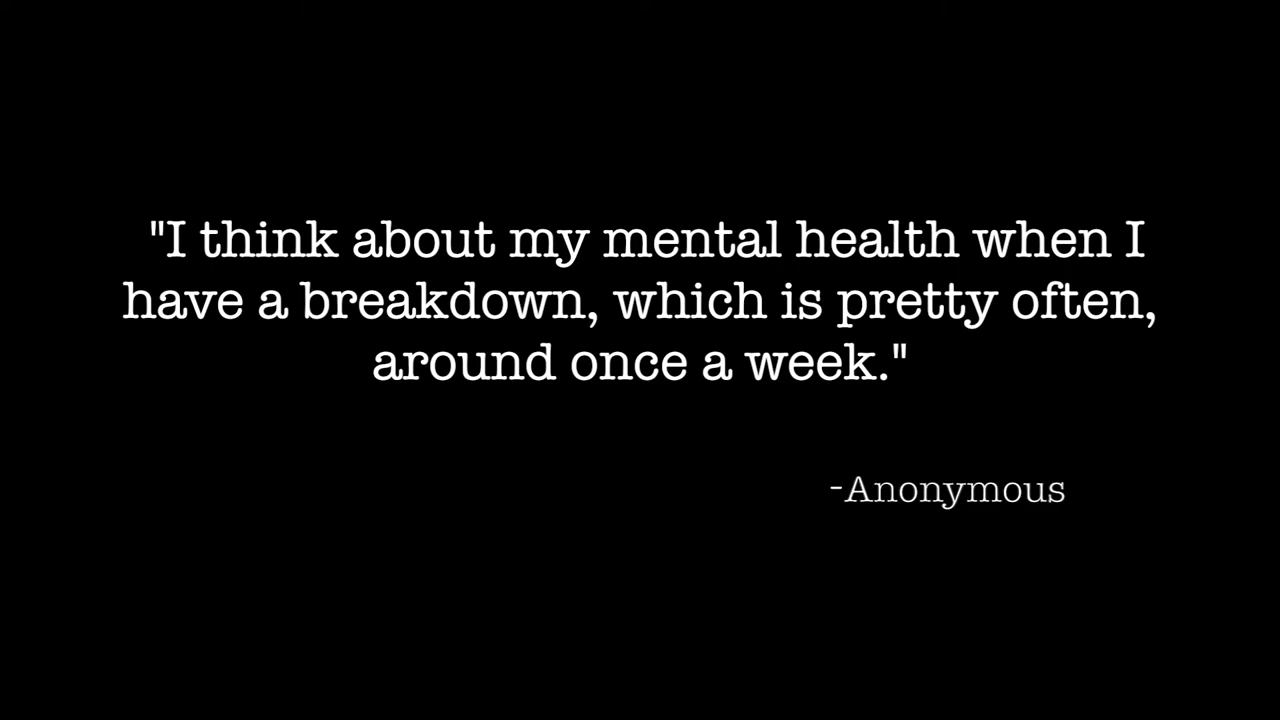 "I think about my mental health when I
have a breakdown, which is pretty often,
around once a week."
-Anonymous